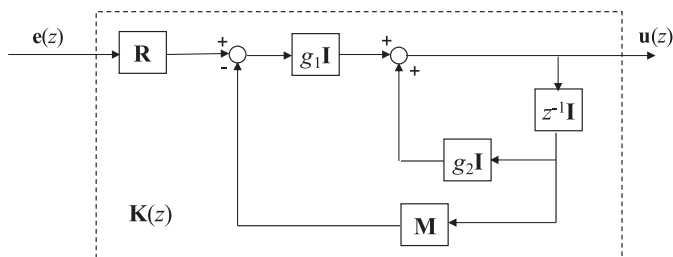 e(z)
u(z)
R
+
-
g₁I
+
+
z⁻¹I
g₂I
K(z)
M